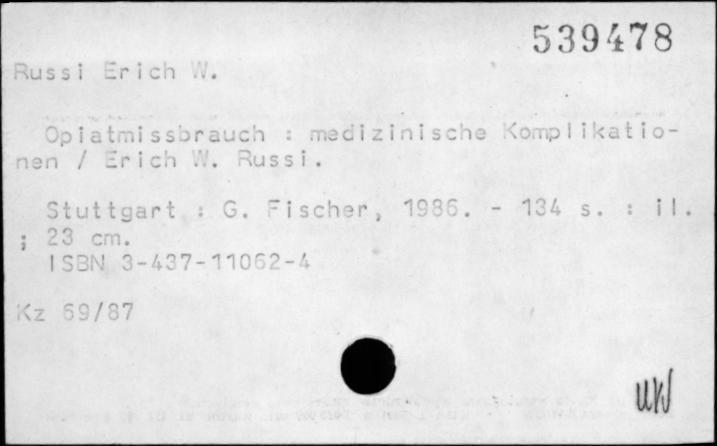 539478
Russi Erich W.
Opiatmissbrauch : medizinische Komplikatio-
nen / Erich W. Russi.
Stuttgart : G. Fischer, 1986. - 134 s. : il.
; 23 cm.
ISBN 3-437-11062-4
Kz 69/87